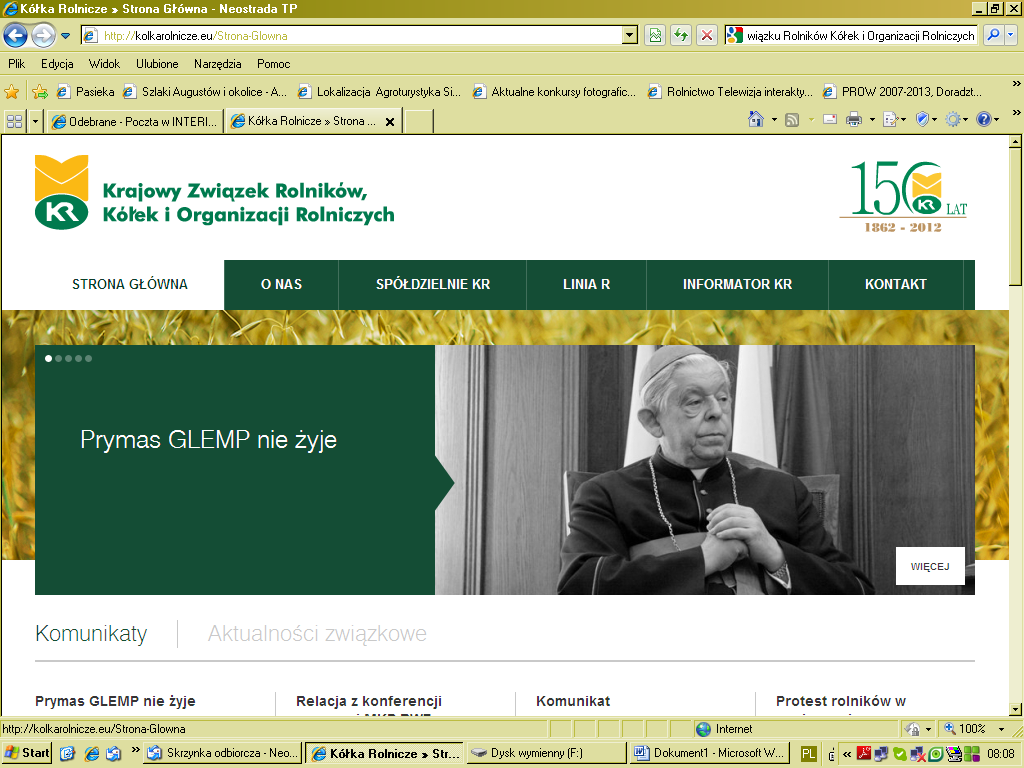 Kółka Rolnicze » Strona Główna - Neostrada TP
http://kolkarolnicze.eu/Strona-Glowna
wiązku Rolników Kółek i Organizacji Rolniczych
Plik Edycja Widok Ulubione Narzędzia Pomoc
Pasieka Szlaki Augustów i okolice - A... Lokalizacja Agroturystyka Si... Aktualne konkursy fotografic... Rolnictwo Telewizja interakty... PROW 2007-2013, Doradzt...
Odebrane - Poczta w INTERI... Kółka Rolnicze » Strona ...
KR
Krajowy Związek Rolników,
Kółek i Organizacji Rolniczych
150 KR LAT
1862 - 2012
STRONA GŁÓWNA O NAS SPÓŁDZIELNIE KR LINIA R INFORMATOR KR KONTAKT
Prymas GLEMP nie żyje
WIĘCEJ
Komunikaty Aktualności związkowe
Prymas GLEMP nie żyje Relacja z konferencji Komunikat Protest rolników w
http://kolkarolnicze.eu/Strona-Glowna Internet 100%
Start Skrzynka odbiorcza - Neo... Kółka Rolnicze » Str... Dysk wymienny (F:) Dokument1 - Microsoft W... PL 08:08